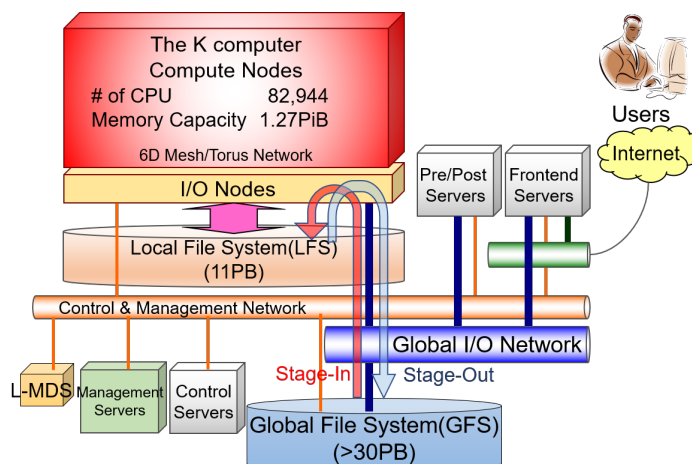 The K computer
Compute Nodes
# of CPU 82,944
Memory Capacity 1.27PiB
6D Mesh/Torus Network
I/O Nodes
Local File System(LFS)
(11PB)
Users
Internet
Pre/Post
Servers
Frontend
Servers
Control & Management Network
Global I/O Network
Stage-In
Stage-Out
L-MDS
Management
Servers
Control
Servers
Global File System(GFS)
(>30PB)